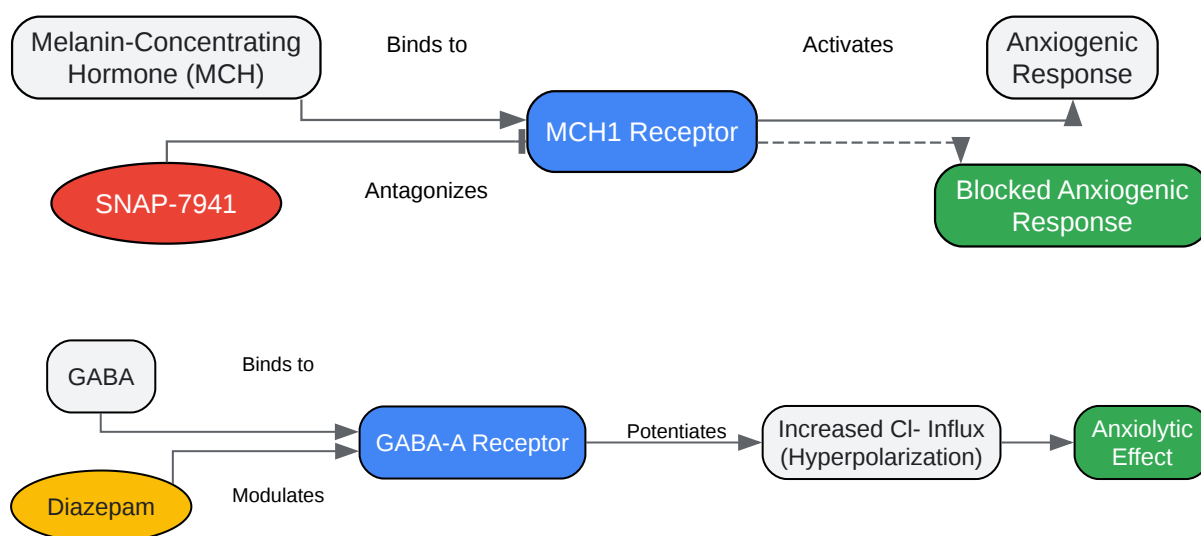 Melanin-Concentrating
Hormone (MCH)
Binds to
Activates
Anxiogenic
Response
MCH1 Receptor
SNAP-7941
Antagonizes
Blocked Anxiogenic
Response
GABA
Binds to
GABA-A Receptor
Potentiates
Increased Cl- Influx
(Hyperpolarization)
Anxiolytic
Effect
Diazepam
Modulates